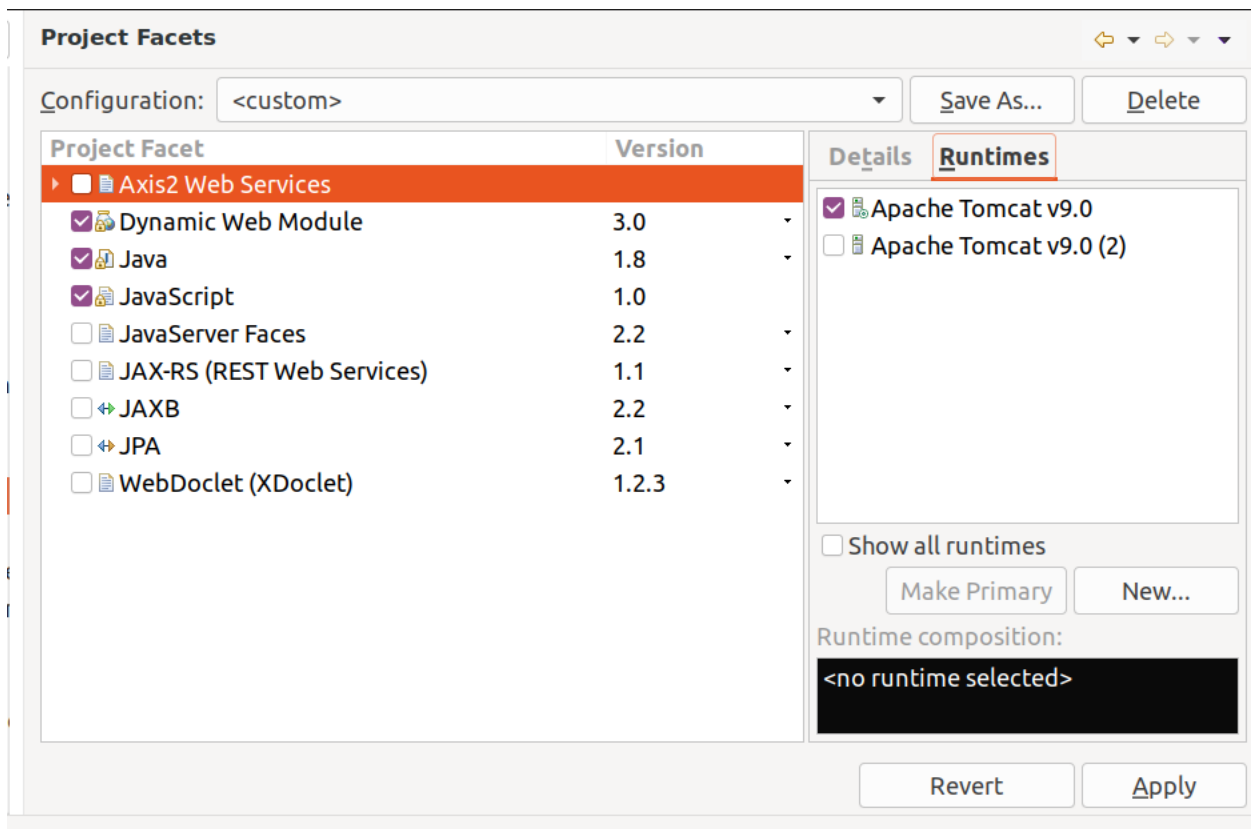 Project Facets
Configuration: <custom> Save As... Delete
Project Facet Version
Axis2 Web Services
Dynamic Web Module 3.0
Java 1.8
JavaScript 1.0
JavaServer Faces 2.2
JAX-RS (REST Web Services) 1.1
JAXB 2.2
JPA 2.1
WebDoclet (XDoclet) 1.2.3
Details Runtimes
Apache Tomcat v9.0
Apache Tomcat v9.0 (2)
Show all runtimes
Make Primary New...
Runtime composition:
<no runtime selected>
Revert Apply